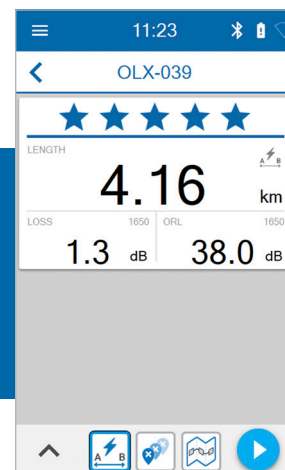 11:23
OLX-039
LENGTH
A B
4.16 km
LOSS 1650 ORL 1650
1.3 dB 38.0 dB
A B